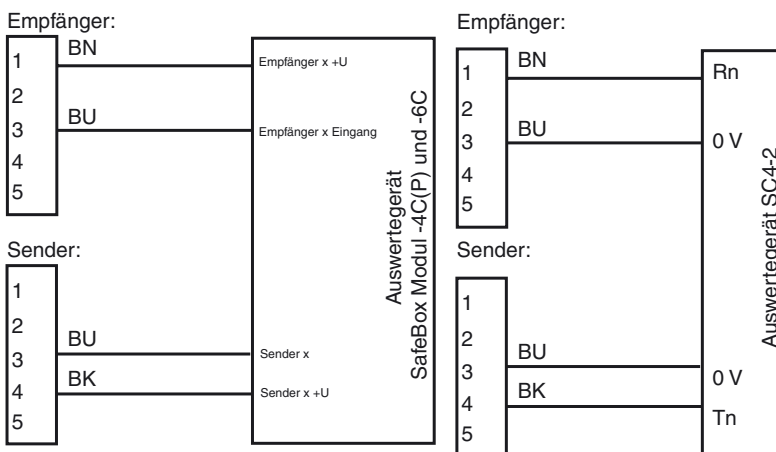 Empfänger:
1
2
3
4
5
BN
BU
Empfänger x +U
Empfänger x Eingang
Sender:
1
2
3
4
5
BU
BK
Sender x
Sender x +U
Auswertegerät
SafeBox Modul -4C(P) und -6C
Empfänger:
1
2
3
4
5
BN
BU
Rn
0 V
Sender:
1
2
3
4
5
BU
BK
0 V
Tn
Auswertegerät SC4-2